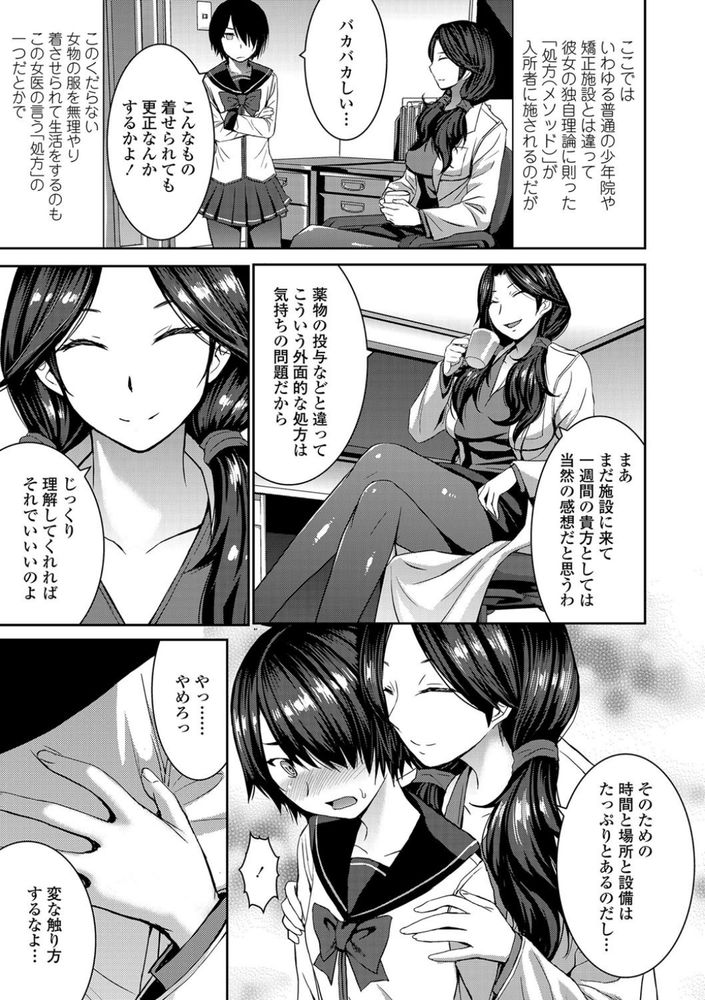 ここでは
いわゆる普通の少年院や
矯正施設とは違って
彼女の独自理論に則った
「処方(メソッド)」が
入所者に施されるのだが
バカバカしい…
こんなもの
着せられても
更正なんか
するかよ!
このくだらない
女物の服を無理やり
着させられて生活をするのも
この女医の言う「処方」の
一つだとかで
まあ
まだ施設に来て
一週間の貴方としては
当然の感想だと思うわ
薬物の投与などと違って
こういう外面的な処方は
気持ちの問題だから
じっくり
理解してくれれば
それでいいのよ
そのための
時間と場所と設備は
たっぷりとあるのだし…
!
やっ……
やめろっ
変な触り方
するなよ…